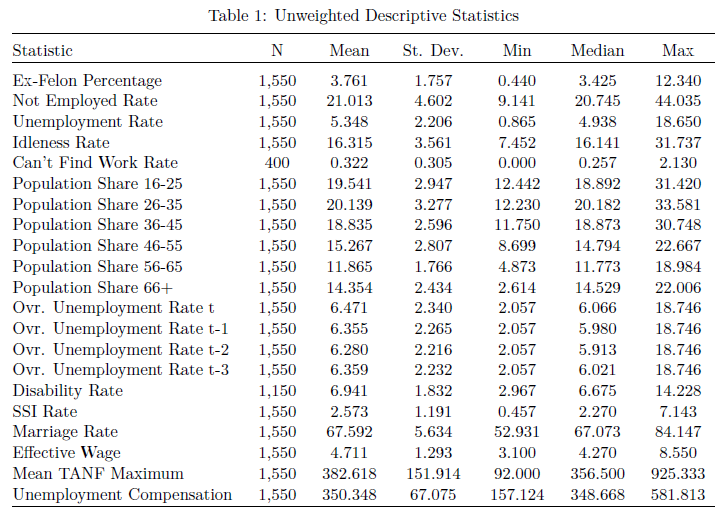 Table 1: Unweighted Descriptive Statistics
Statistic N Mean St. Dev. Min Median Max
Ex-Felon Percentage 1,550 3.761 1.757 0.440 3.425 12.340
Not Employed Rate 1,550 21.013 4.602 9.141 20.745 44.035
Unemployment Rate 1,550 5.348 2.206 0.865 4.938 18.650
Idleness Rate 1,550 16.315 3.561 7.452 16.141 31.737
Can't Find Work Rate 400 0.322 0.305 0.000 0.257 2.130
Population Share 16-25 1,550 19.541 2.947 12.442 18.892 31.420
Population Share 26-35 1,550 20.139 3.277 12.230 20.182 33.581
Population Share 36-45 1,550 18.835 2.596 11.750 18.873 30.748
Population Share 46-55 1,550 15.267 2.807 8.699 14.794 22.667
Population Share 56-65 1,550 11.865 1.766 4.873 11.773 18.984
Population Share 66+ 1,550 14.354 2.434 2.614 14.529 22.006
Ovr. Unemployment Rate t 1,550 6.471 2.340 2.057 6.066 18.746
Ovr. Unemployment Rate t-1 1,550 6.355 2.265 2.057 5.980 18.746
Ovr. Unemployment Rate t-2 1,550 6.280 2.216 2.057 5.913 18.746
Ovr. Unemployment Rate t-3 1,550 6.359 2.232 2.057 6.021 18.746
Disability Rate 1,150 6.941 1.832 2.967 6.675 14.228
SSI Rate 1,550 2.573 1.191 0.457 2.270 7.143
Marriage Rate 1,550 67.592 5.634 52.931 67.073 84.147
Effective Wage 1,550 4.711 1.293 3.100 4.270 8.550
Mean TANF Maximum 1,550 382.618 151.914 92.000 356.500 925.333
Unemployment Compensation 1,550 350.348 67.075 157.124 348.668 581.813